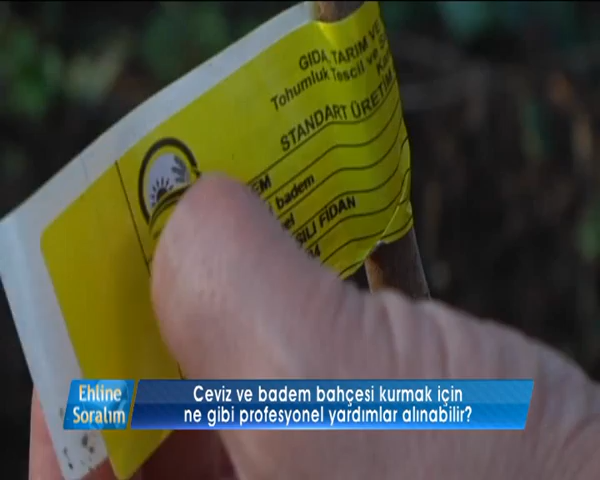 GIDA, TARIM VE
Tohumluk Tescil ve
STANDART ÜRETİM
badem
FİDAN
Ehline
Soralım
Ceviz ve badem bahçesi kurmak için
ne gibi profesyonel yardımlar alınabilir?